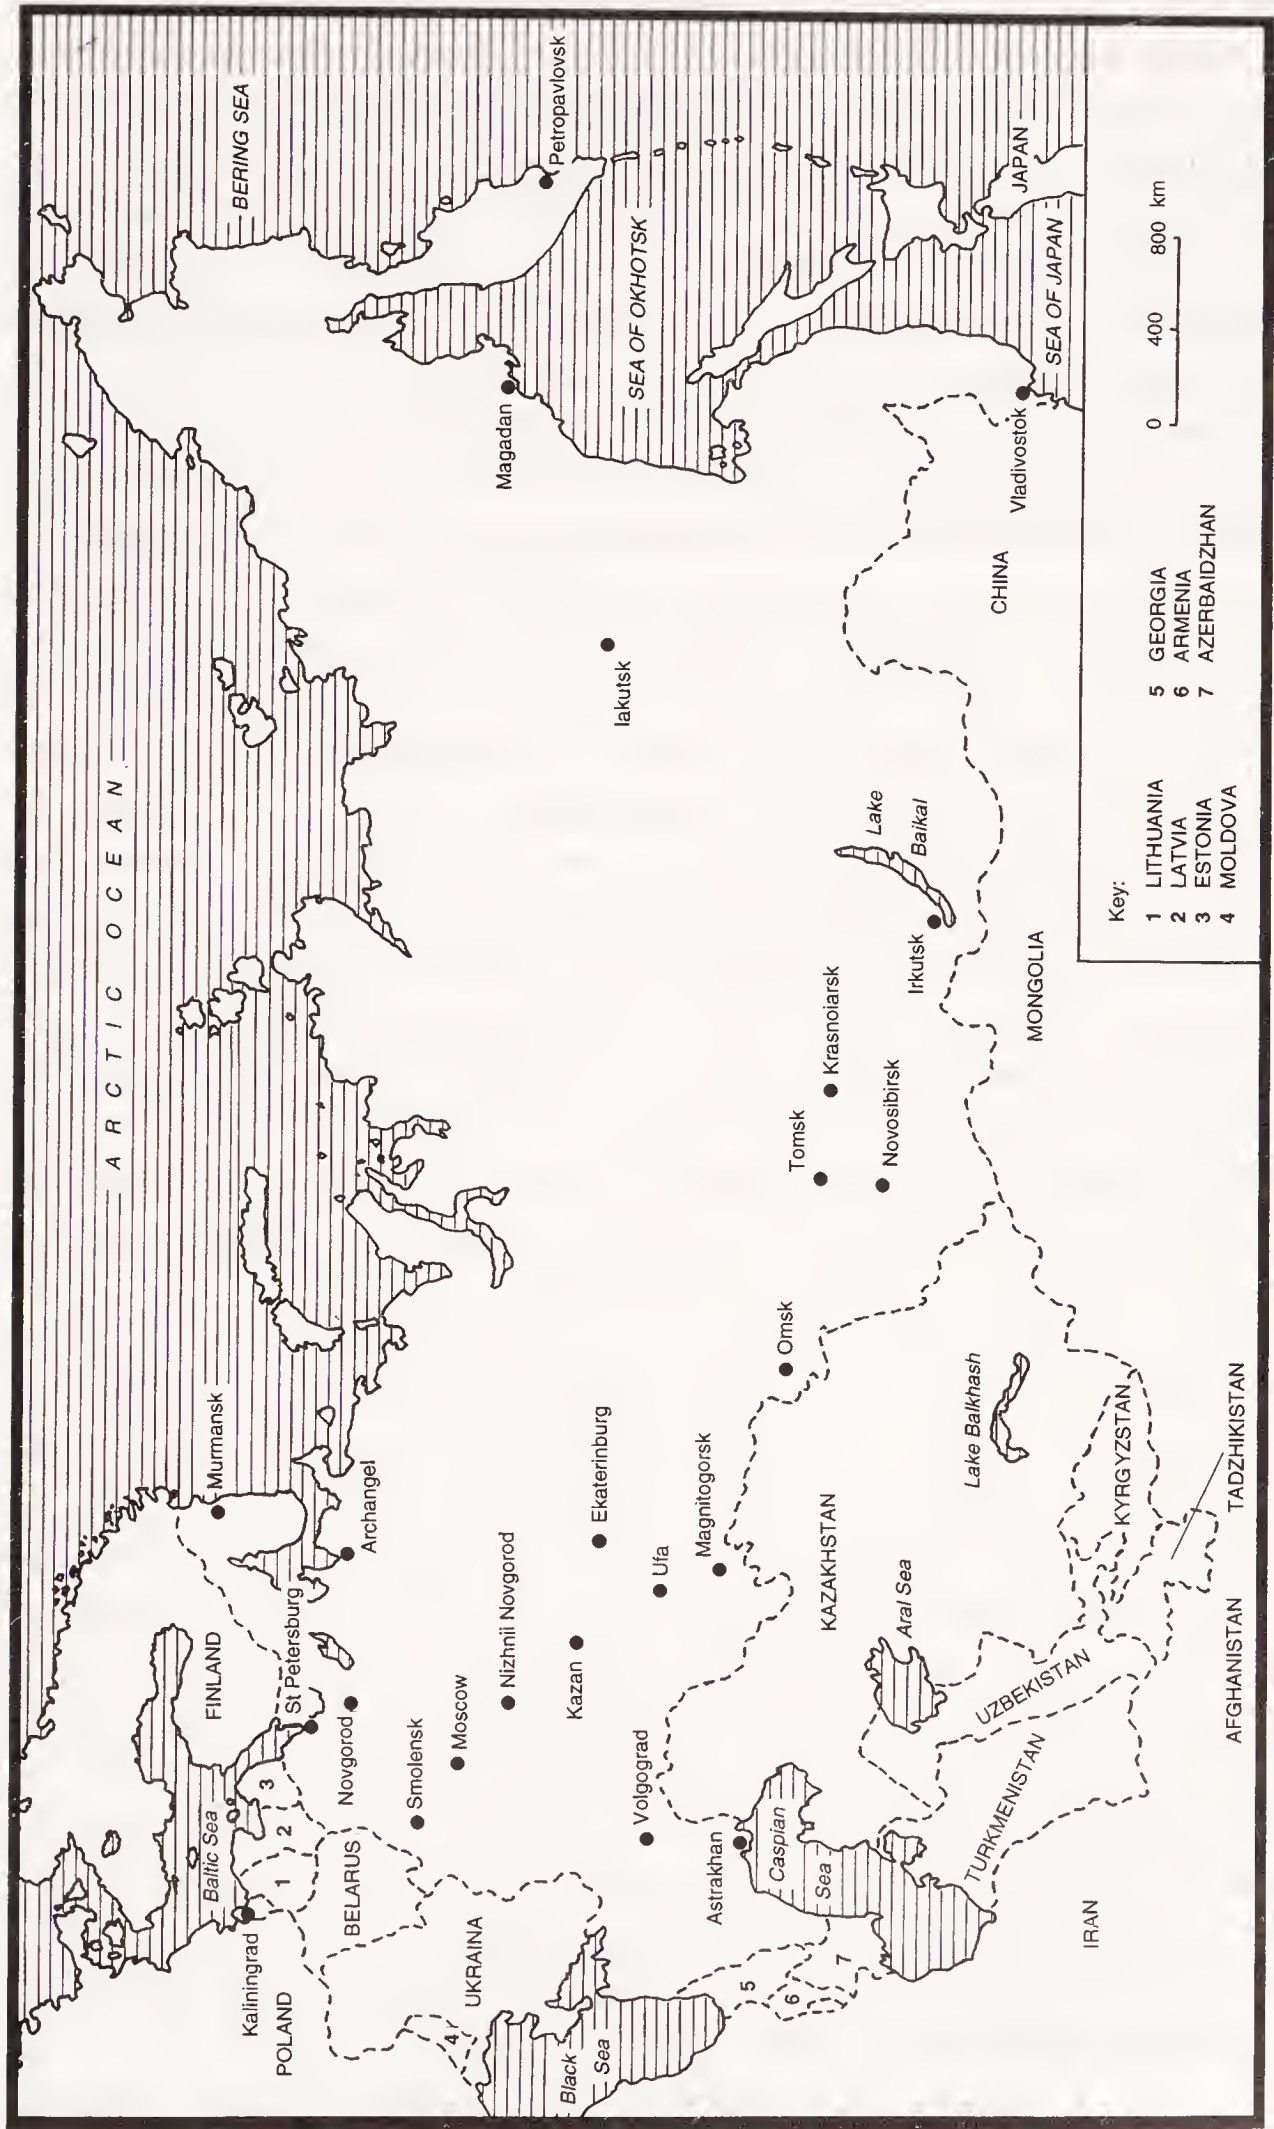 ARCTIC OCEAN
BERING SEA
Petropavlovsk
Magadan
SEA OF OKHOTSK
JAPAN
SEA OF JAPAN
Vladivostok
CHINA
Iakutsk
Lake
Baikal
Irkutsk
MONGOLIA
Krasnoiarsk
Tomsk
Novosibirsk
Omsk
Murmansk
Archangel
FINLAND
St Petersburg
Novgorod
Baltic Sea
3
2
1
Kaliningrad
POLAND
BELARUS
Smolensk
Moscow
Nizhnii Novgorod
Kazan
Ekaterinburg
Ufa
Magnitogorsk
UKRAINA
4
Black
Sea
Volgograd
Astrakhan
Caspian
Sea
5
6
7
KAZAKHSTAN
Aral Sea
Lake Balkhash
KYRGYZSTAN
UZBEKISTAN
TURKMENISTAN
TADZHIKISTAN
AFGHANISTAN
IRAN
Key:
1 LITHUANIA
2 LATVIA
3 ESTONIA
4 MOLDOVA
5 GEORGIA
6 ARMENIA
7 AZERBAIDZHAN
0 400 800 km